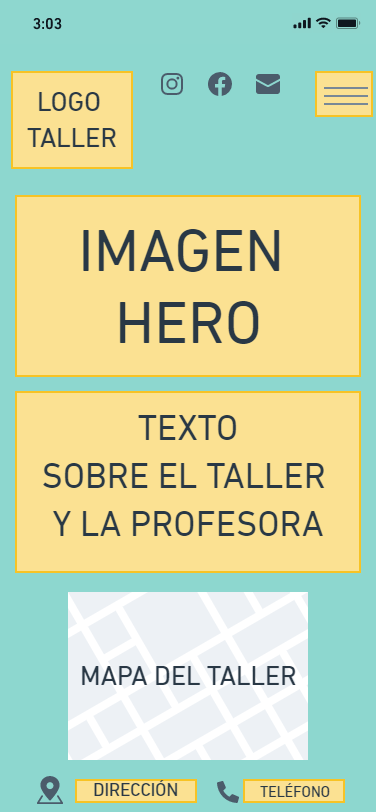 3:03
LOGO
TALLER
IMAGEN
HERO
TEXTO
SOBRE EL TALLER
Y LA PROFESORA
MAPA DEL TALLER
DIRECCIÓN
TELÉFONO